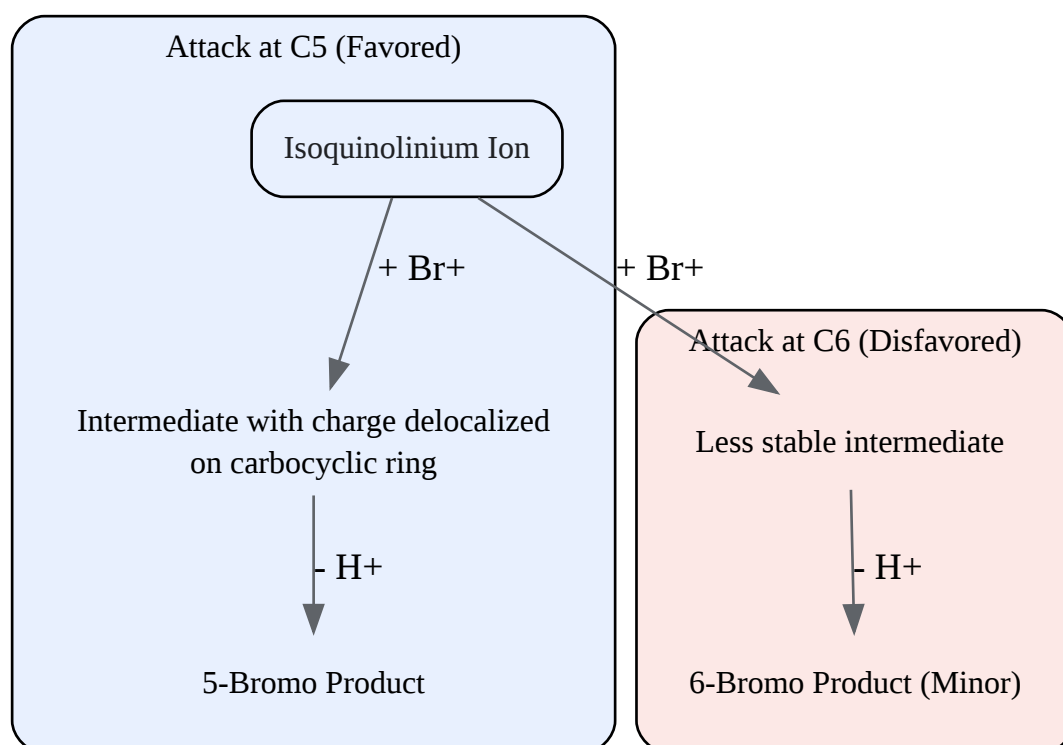 Attack at C5 (Favored)
Isoquinolinium Ion
+ Br+
+ Br+
Attack at C6 (Disfavored)
Intermediate with charge delocalized
on carbocyclic ring
Less stable intermediate
- H+
- H+
5-Bromo Product
6-Bromo Product (Minor)